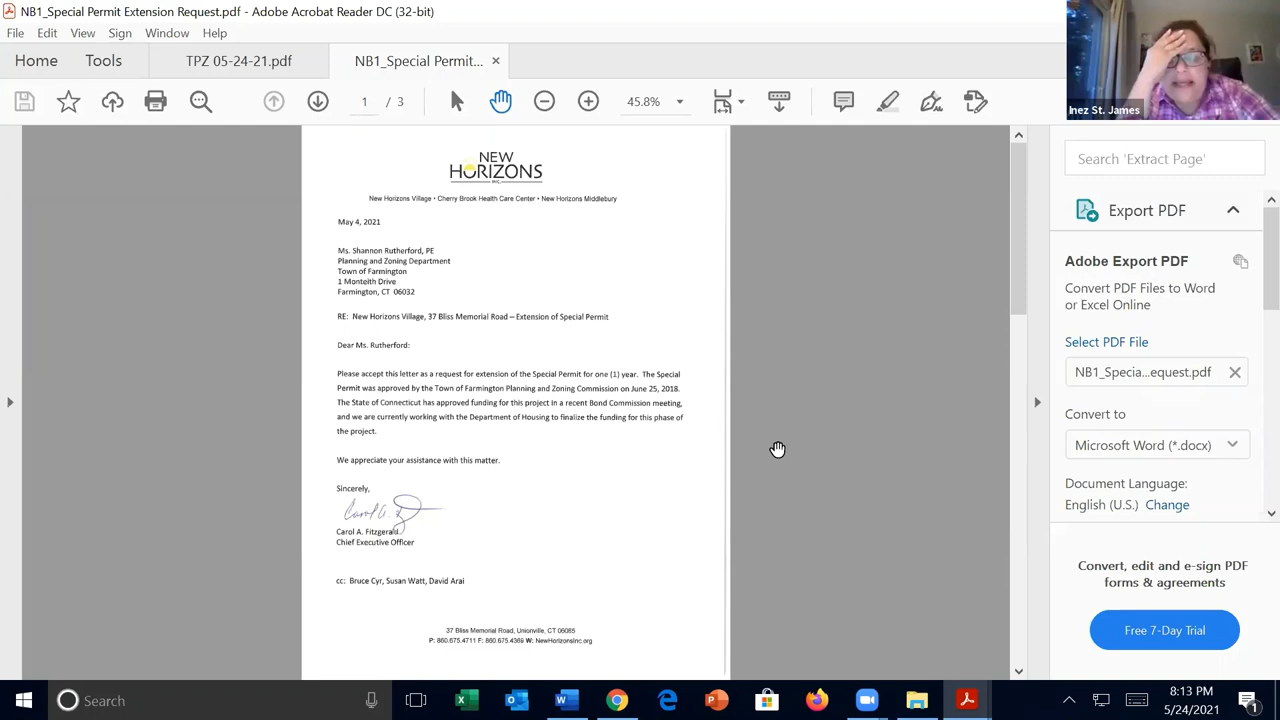 NB1_Special Permit Extension Request.pdf - Adobe Acrobat Reader DC (32-bit)
File Edit View Sign Window Help
Home Tools TPZ 05-24-21.pdf NB1_Special Permit... ×
1 / 3 45.8%
Inez St. James
NEW
HORIZONS
INC.
New Horizons Village • Cherry Brook Health Care Center • New Horizons Middlebury
May 4, 2021
Ms. Shannon Rutherford, PE
Planning and Zoning Department
Town of Farmington
1 Monteith Drive
Farmington, CT 06032
RE: New Horizons Village, 37 Bliss Memorial Road – Extension of Special Permit
Dear Ms. Rutherford:
Please accept this letter as a request for extension of the Special Permit for one (1) year. The Special
Permit was approved by the Town of Farmington Planning and Zoning Commission on June 25, 2018.
The State of Connecticut has approved funding for this project in a recent Bond Commission meeting,
and we are currently working with the Department of Housing to finalize the funding for this phase of
the project.
We appreciate your assistance with this matter.
Sincerely,
Carol A.
Carol A. Fitzgerald
Chief Executive Officer
cc: Bruce Cyr, Susan Watt, David Arai
37 Bliss Memorial Road, Unionville, CT 06085
P: 860.675.4711 F: 860.675.4369 W: NewHorizonsInc.org
Search 'Extract Page'
Export PDF
Adobe Export PDF
Convert PDF Files to Word
or Excel Online
Select PDF File
NB1_Specia...equest.pdf
Convert to
Microsoft Word (*.docx)
Document Language:
English (U.S.) Change
Convert, edit and e-sign PDF
forms & agreements
Free 7-Day Trial
Search
8:13 PM
5/24/2021
1